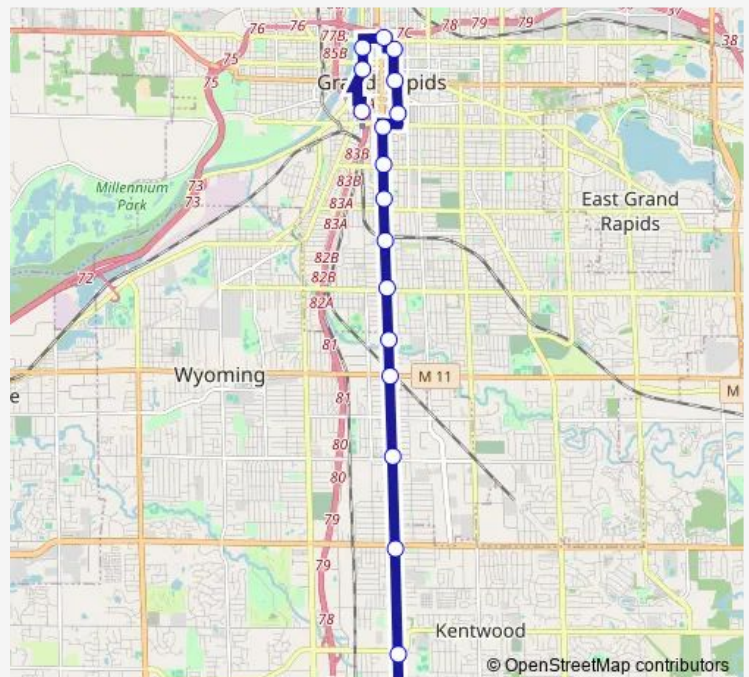 76
76
78
79
79
77B
7C
85B
38
75
75
Grand Rapids
83B
Millennium
Park
73
73
83B
83A
83A
East Grand
Rapids
82B
82B
72
82A
81
Wyoming
M 11
M
e
81
80
80
79
79
78
Kentwood
© OpenStreetMap contributors